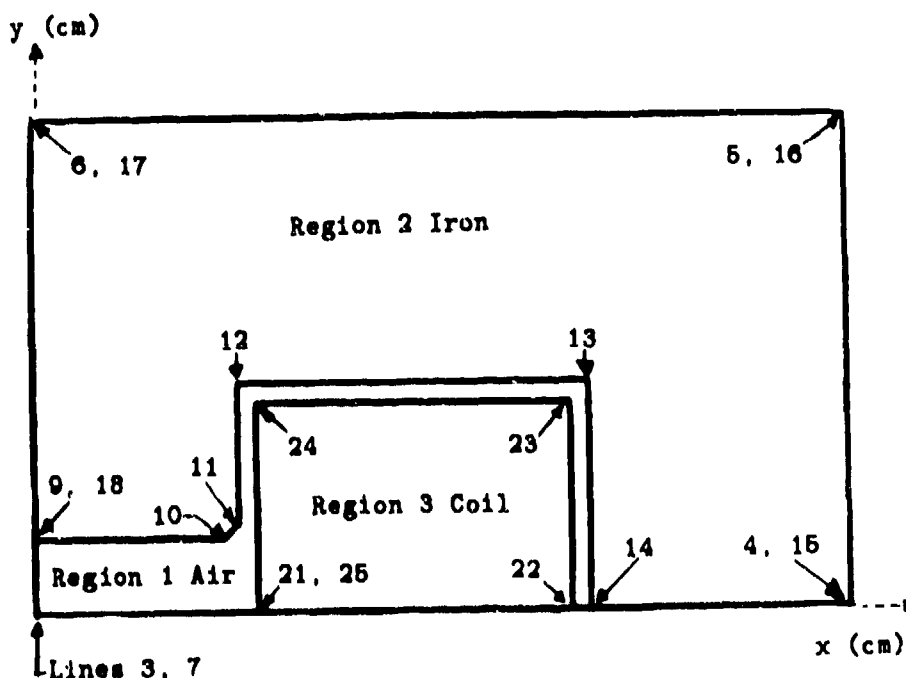 y (cm)
6, 17
5, 16
Region 2 Iron
12
13
24
23
11
9, 18
10
Region 3 Coil
Region 1 Air
21, 25
22
14
4, 15
x (cm)
Lines 3, 7